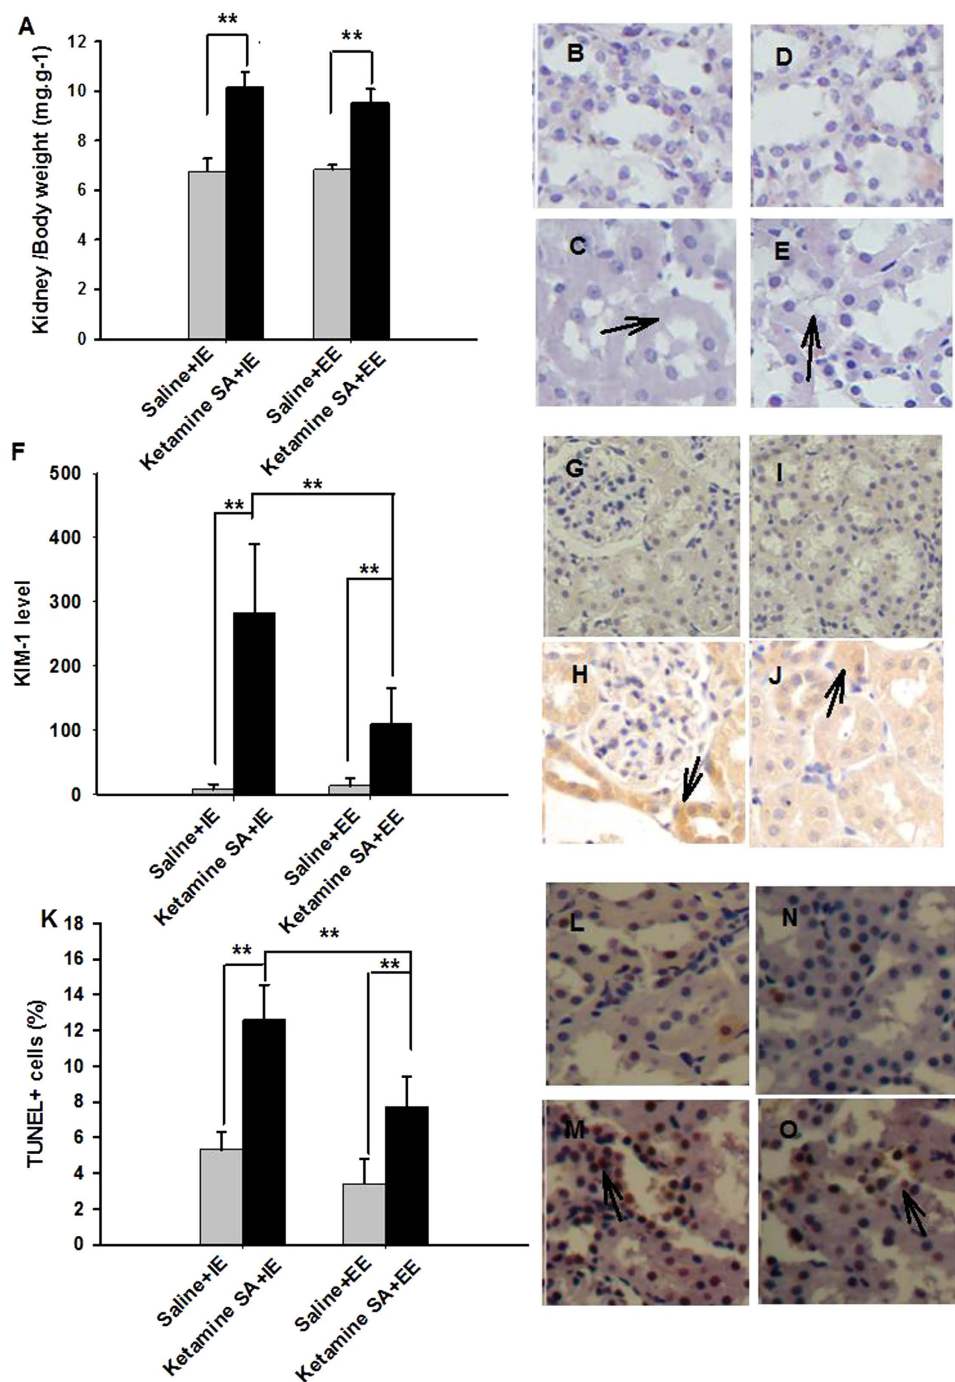 A
Kidney /Body weight (mg.g-1)
12
10
8
6
4
2
0
**
**
Saline+IE
Ketamine SA+IE
Saline+EE
Ketamine SA+EE
B
D
C
E
F
KIM-1 level
500
400
300
200
100
0
**
**
**
Saline+IE
Ketamine SA+IE
Saline+EE
Ketamine SA+EE
G
I
H
J
K
TUNEL+ cells (%)
18
16
14
12
10
8
6
4
2
0
**
**
**
Saline+IE
Ketamine SA+IE
Saline+EE
Ketamine SA+EE
L
N
M
O